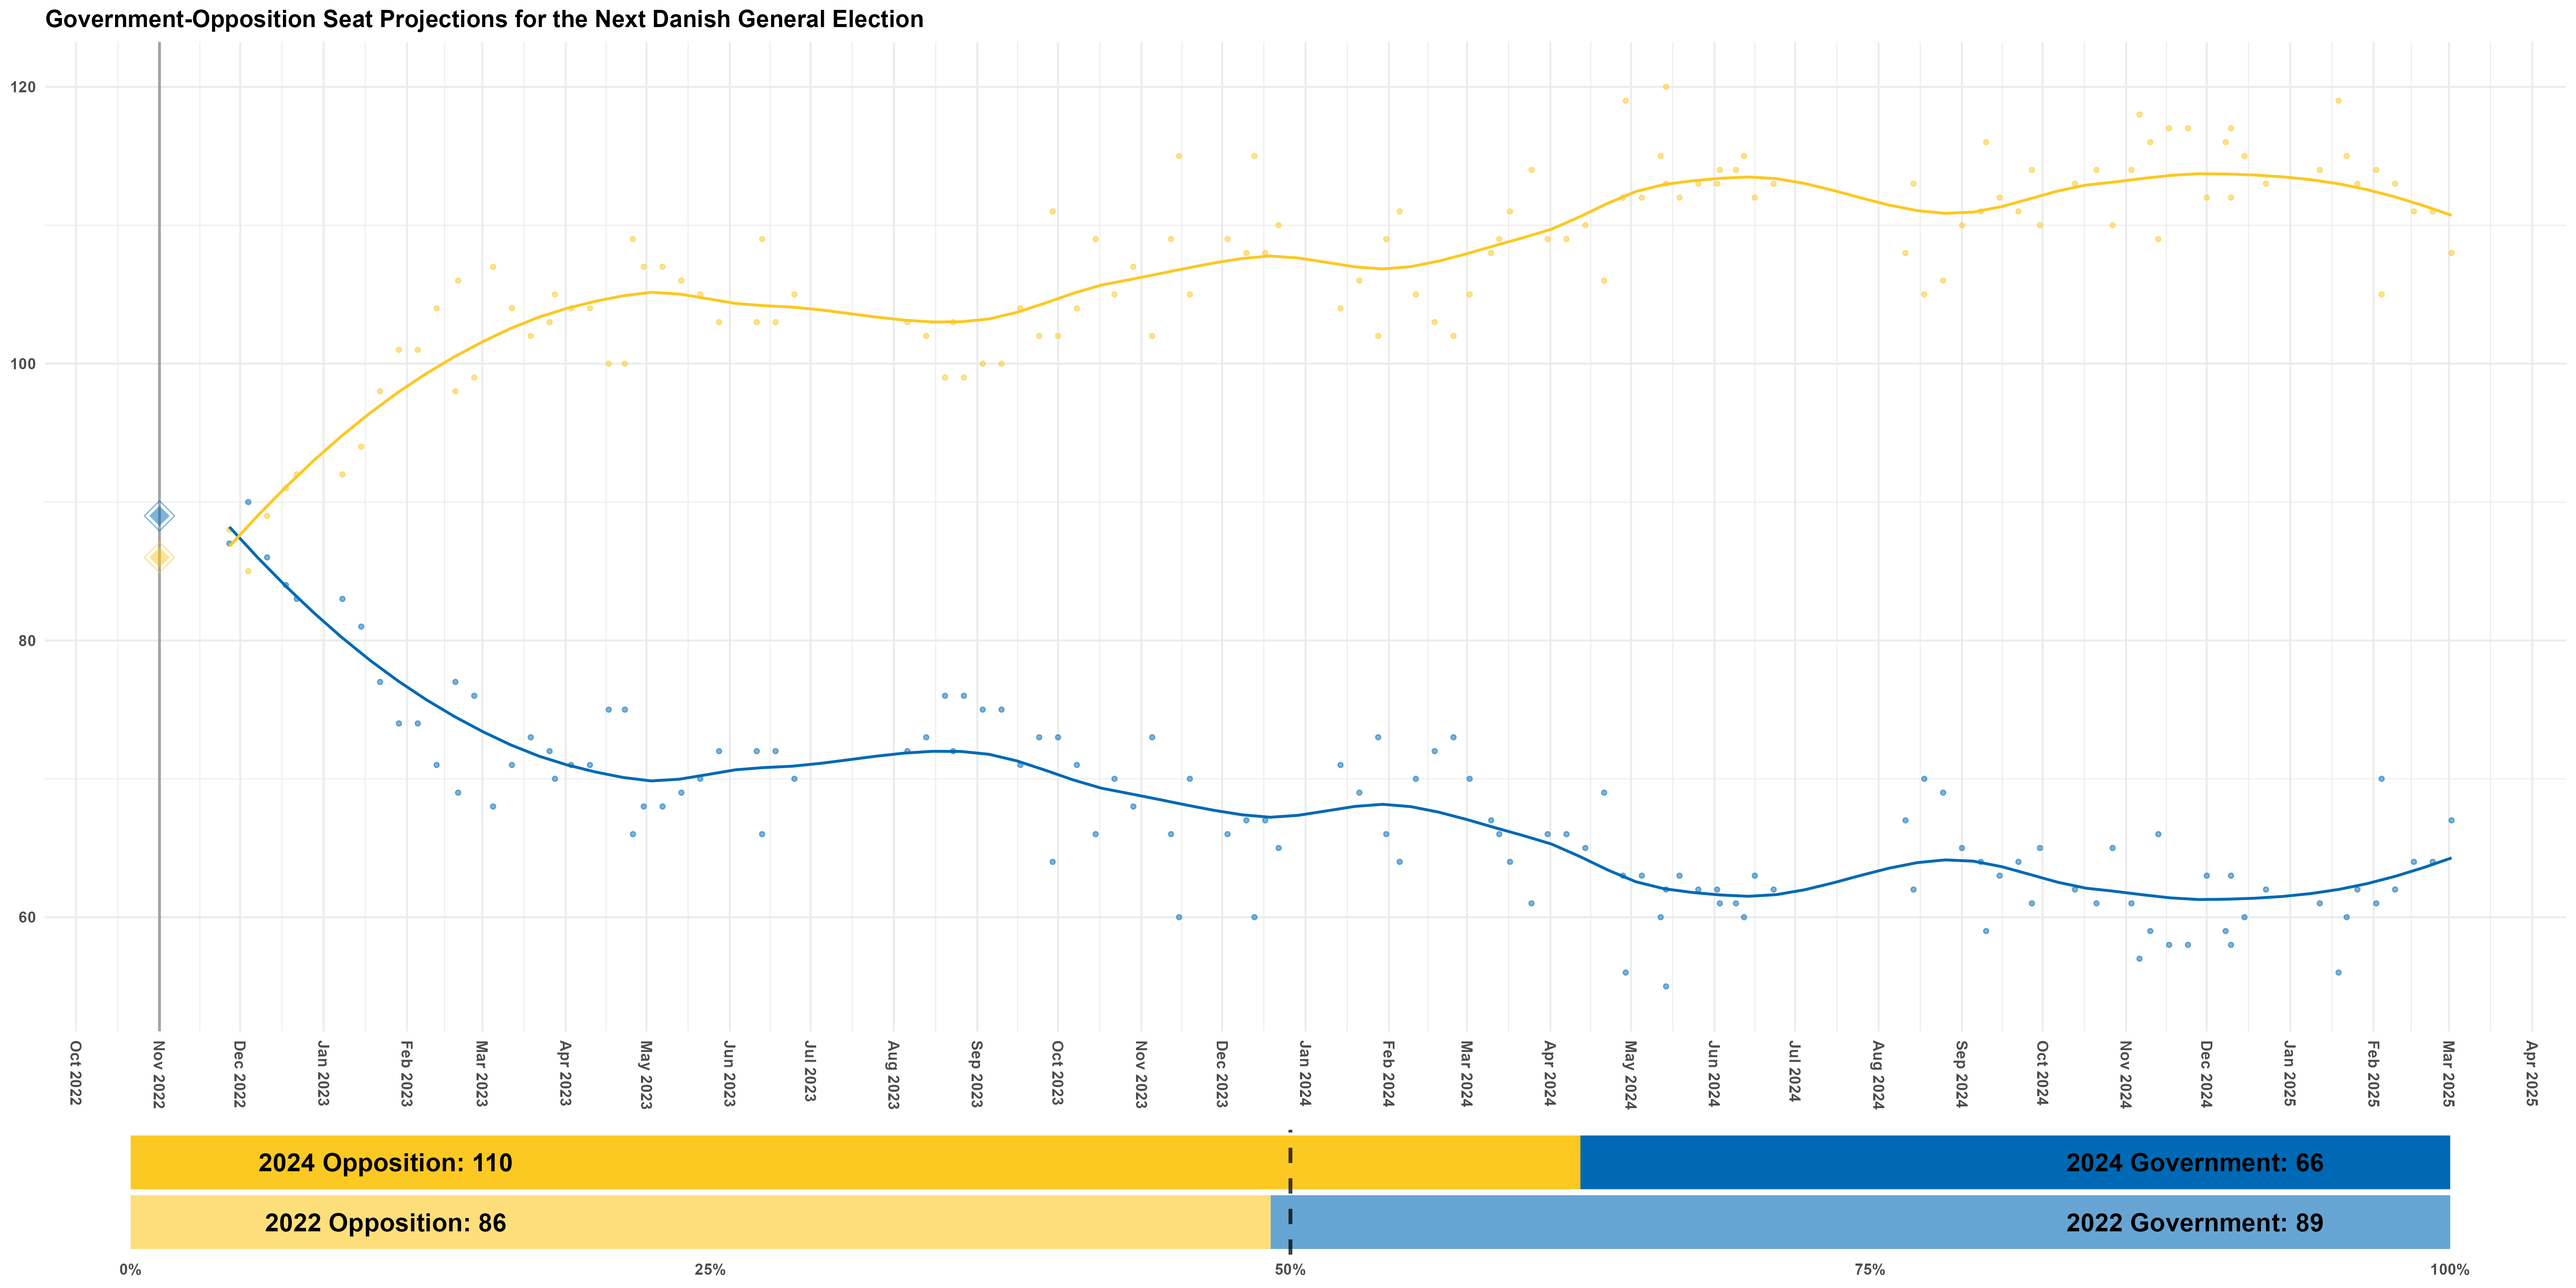 Government-Opposition Seat Projections for the Next Danish General Election
120
100
80
60
Oct 2022
Nov 2022
Dec 2022
Jan 2023
Feb 2023
Mar 2023
Apr 2023
May 2023
Jun 2023
Jul 2023
Aug 2023
Sep 2023
Oct 2023
Nov 2023
Dec 2023
Jan 2024
Feb 2024
Mar 2024
Apr 2024
May 2024
Jun 2024
Jul 2024
Aug 2024
Sep 2024
Oct 2024
Nov 2024
Dec 2024
Jan 2025
Feb 2025
Mar 2025
Apr 2025
2024 Opposition: 110
2024 Government: 66
2022 Opposition: 86
2022 Government: 89
0%
25%
50%
75%
100%